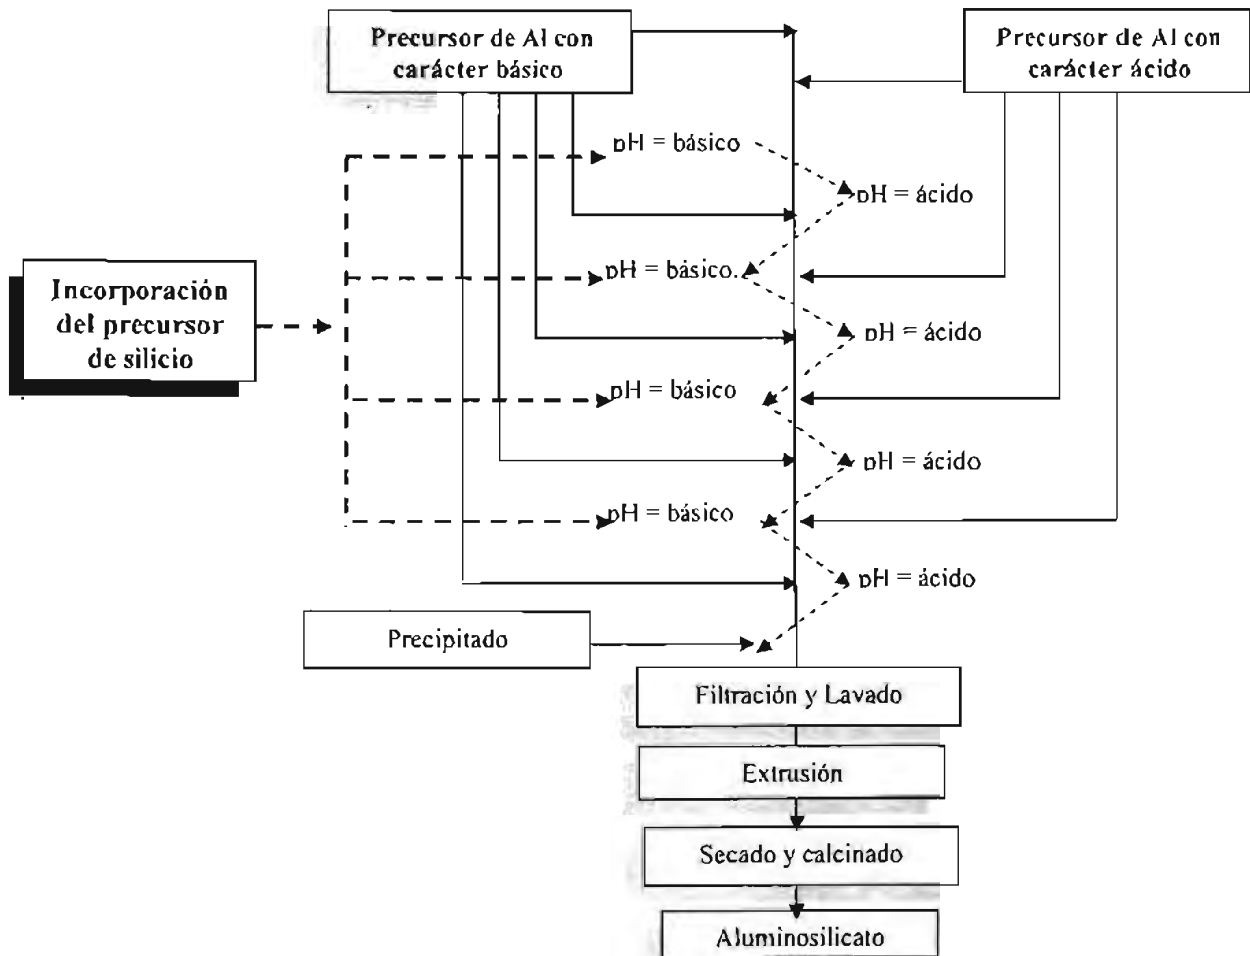 Precursor de Al con
carácter básico
Precursor de Al con
carácter ácido
pH = básico
pH = ácido
pH = básico.
Incorporación
del precursor
de silicio
pH = ácido
pH = básico
pH = ácido
pH = básico
pH = ácido
Precipitado
Filtración y Lavado
Extrusión
Secado y calcinado
Aluminosilicato